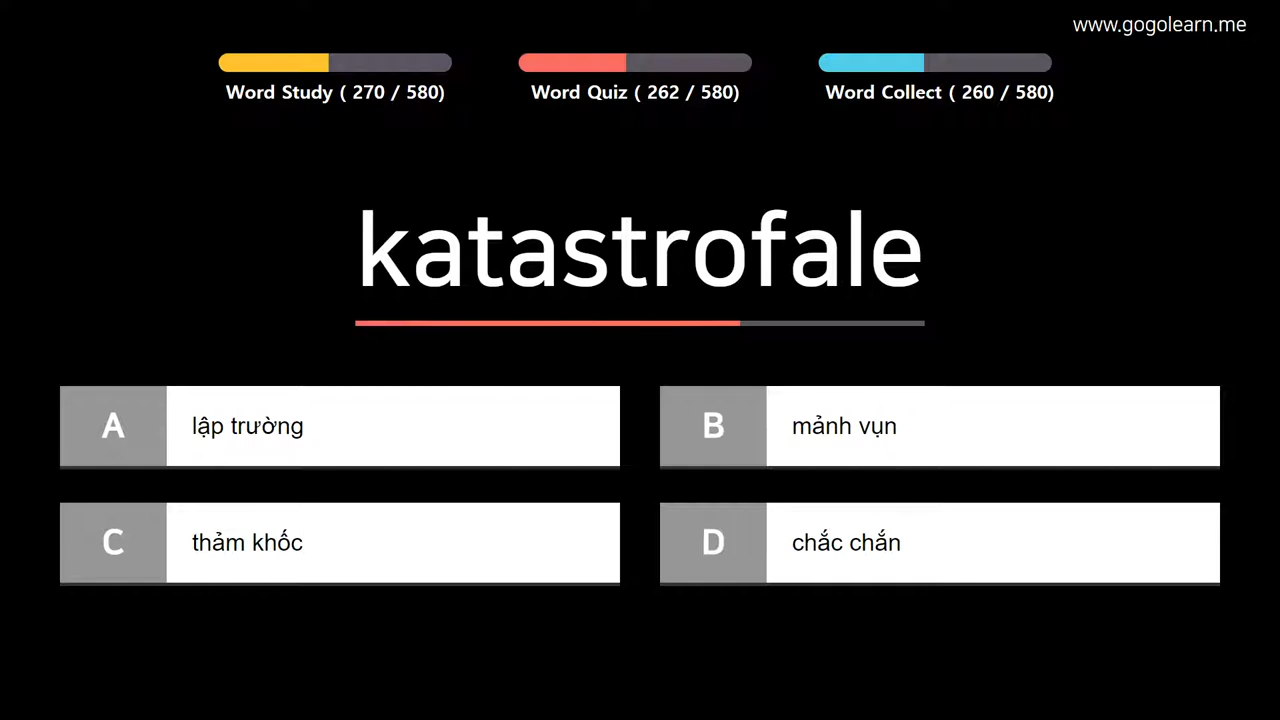 www.gogolearn.me
Word Study ( 270 / 580)
Word Quiz ( 262 / 580)
Word Collect ( 260 / 580)
katastrofale
A lập trường
B mảnh vụn
C thảm khốc
D chắc chắn